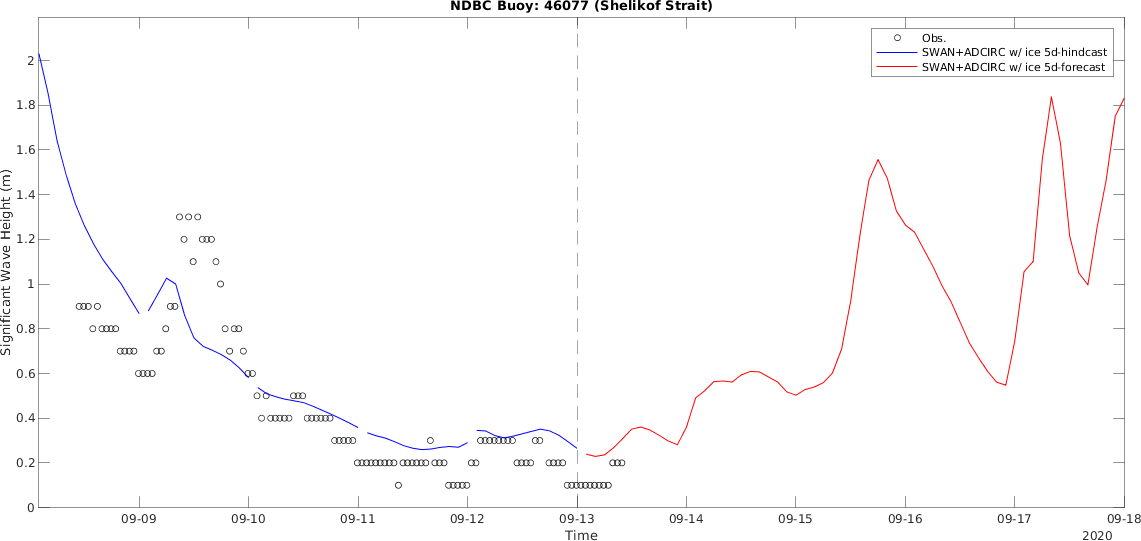 NDBC Buoy: 46077 (Shelikof Strait)
Obs.
SWAN+ADCIRC w/ ice 5d-hindcast
SWAN+ADCIRC w/ ice 5d-forecast
Significant Wave Height (m)
2
1.8
1.6
1.4
1.2
1
0.8
0.6
0.4
0.2
0
09-09 09-10 09-11 09-12 09-13 09-14 09-15 09-16 09-17 09-18
Time
2020